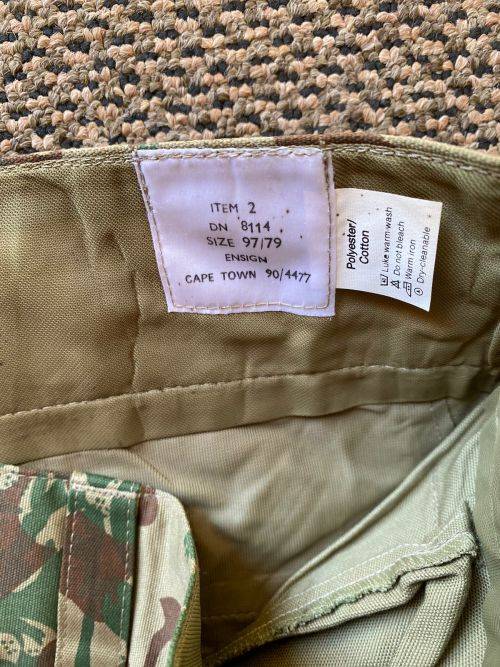 ITEM 2
DN 8114
SIZE 97/79
ENSIGN
CAPE TOWN 90/4477
Polyester/
Cotton
Luke warm wash
Do not bleach
Warm iron
Dry-cleanable